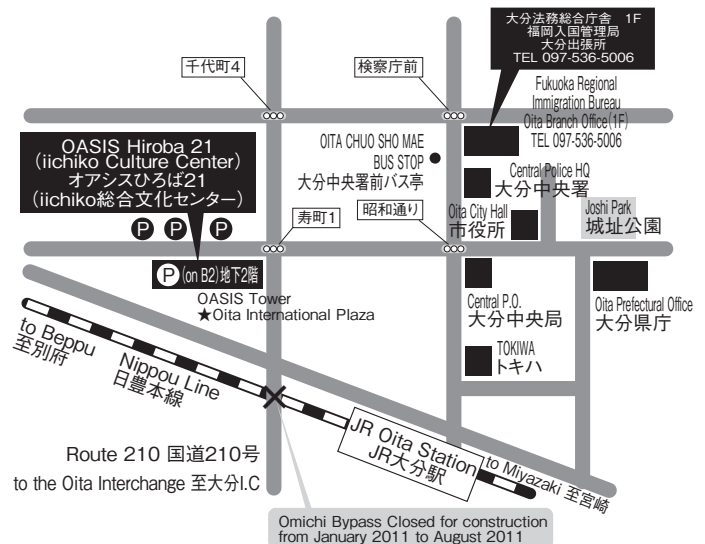 大分法務総合庁舎　1F
福岡入国管理局
大分出張所
TEL 097-536-5006
千代町4
検察庁前
Fukuoka Regional
Immigration Bureau
Oita Branch Office(1F)
TEL 097-536-5006
OASIS Hiroba 21
(iichiko Culture Center)
オアシスひろば21
(iichiko総合文化センター)
OITA CHUO SHO MAE
BUS STOP
大分中央署前バス亭
Central Police HQ
大分中央署
寿町1
昭和通り
Oita City Hall
市役所
Joshi Park
城址公園
P P P
P (on B2)地下2階
OASIS Tower
★Oita International Plaza
Central P.O.
大分中央局
Oita Prefectural Office
大分県庁
to Beppu
至別府
Nippou Line
日豊本線
TOKIWA
トキハ
JR Oita Station
JR大分駅
to Miyazaki 至宮崎
Route 210 国道210号
to the Oita Interchange 至大分I.C
Omichi Bypass Closed for construction
from January 2011 to August 2011